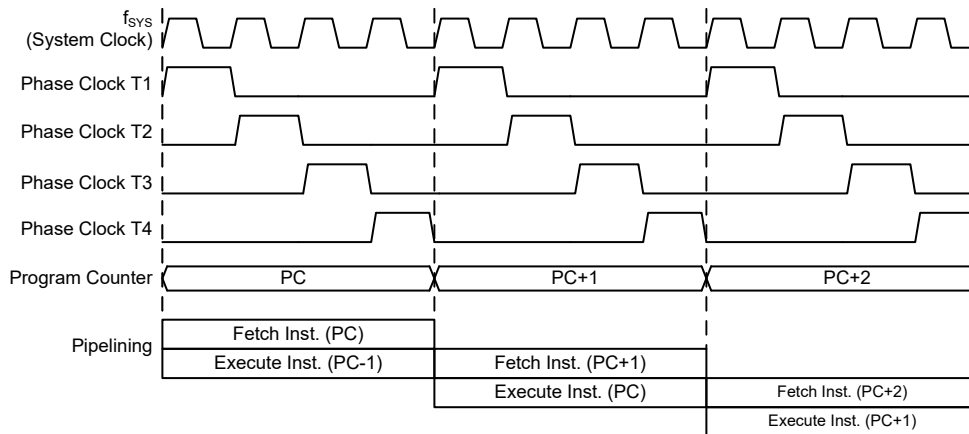 fSYS
(System Clock)
Phase Clock T1
Phase Clock T2
Phase Clock T3
Phase Clock T4
Program Counter PC PC+1 PC+2
Pipelining
Fetch Inst. (PC)
Execute Inst. (PC-1) Fetch Inst. (PC+1)
Execute Inst. (PC) Fetch Inst. (PC+2)
Execute Inst. (PC+1)